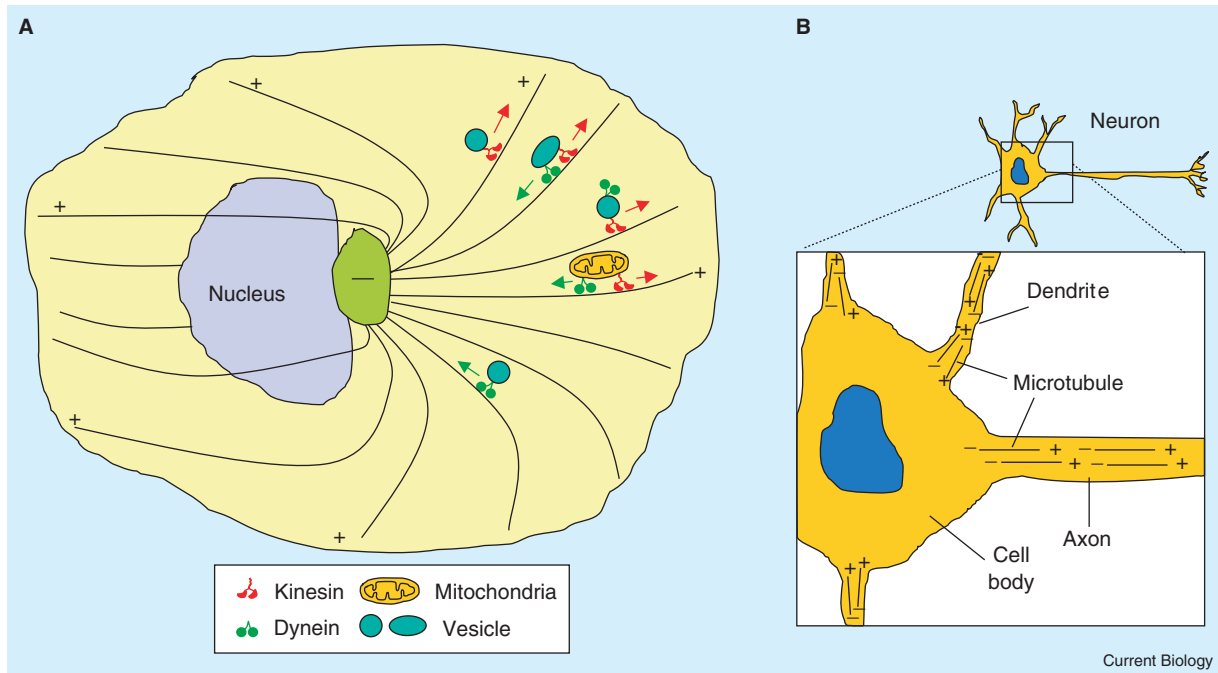 A
B
+
+
+
+
+
+
−
Nucleus
Kinesin
Mitochondria
Dynein
Vesicle
Neuron
+
−
+
−
+
+
−
+
−
−
+
Dendrite
Microtubule
− + − +
− + − +
Axon
Cell
body
+ +
−
−
Current Biology